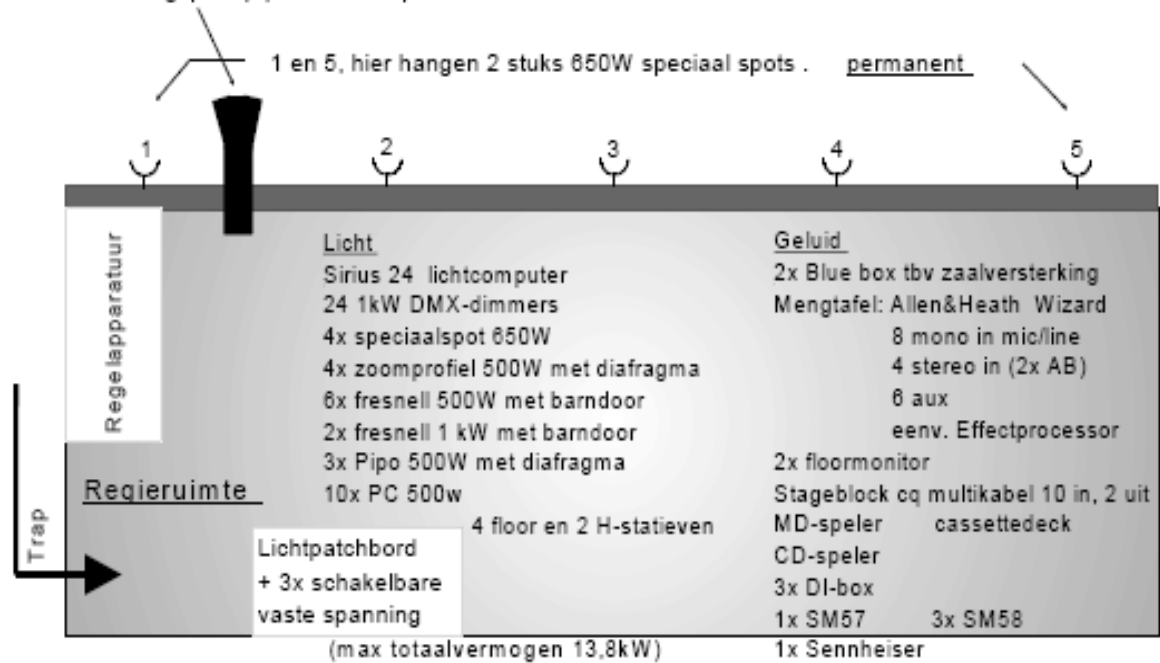 1 en 5, hier hangen 2 stuks 650W speciaal spots . permanent
1 2 3 4 5
Regelapparatuur
Licht
Sirius 24 lichtcomputer
24 1kW DMX-dimmers
4x speciaalspot 650W
4x zoomprofiel 500W met diafragma
6x fresnell 500W met barndoor
2x fresnell 1 kW met barndoor
3x Pipo 500W met diafragma
10x PC 500w
4 floor en 2 H-statieven
Geluid
2x Blue box tbv zaalversterking
Mengtafel: Allen&Heath Wizard
8 mono in mic/line
4 stereo in (2x AB)
6 aux
eenv. Effectprocessor
2x floormonitor
Stageblock cq multikabel 10 in, 2 uit
MD-speler cassettedeck
CD-speler
3x DI-box
1x SM57 3x SM58
1x Sennheiser
Regieruimte
Trap
Lichtpatchbord
+ 3x schakelbare
vaste spanning
(max totaalvermogen 13,8kW)